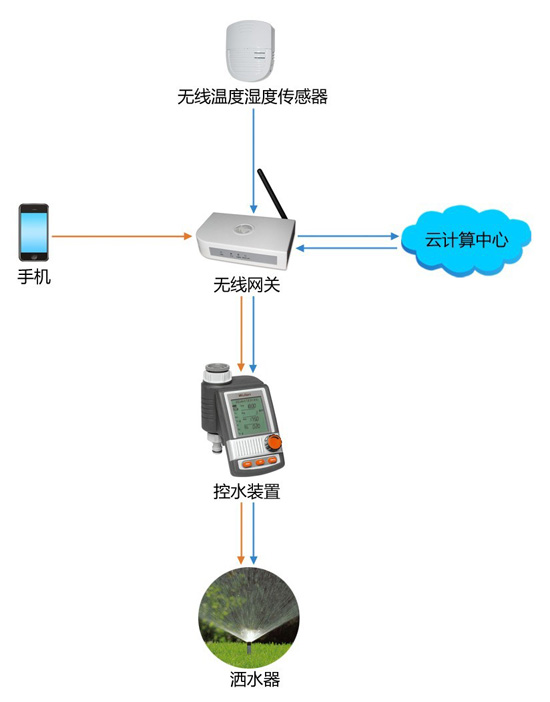 无线温度湿度传感器
云计算中心
手机
无线网关
控水装置
洒水器